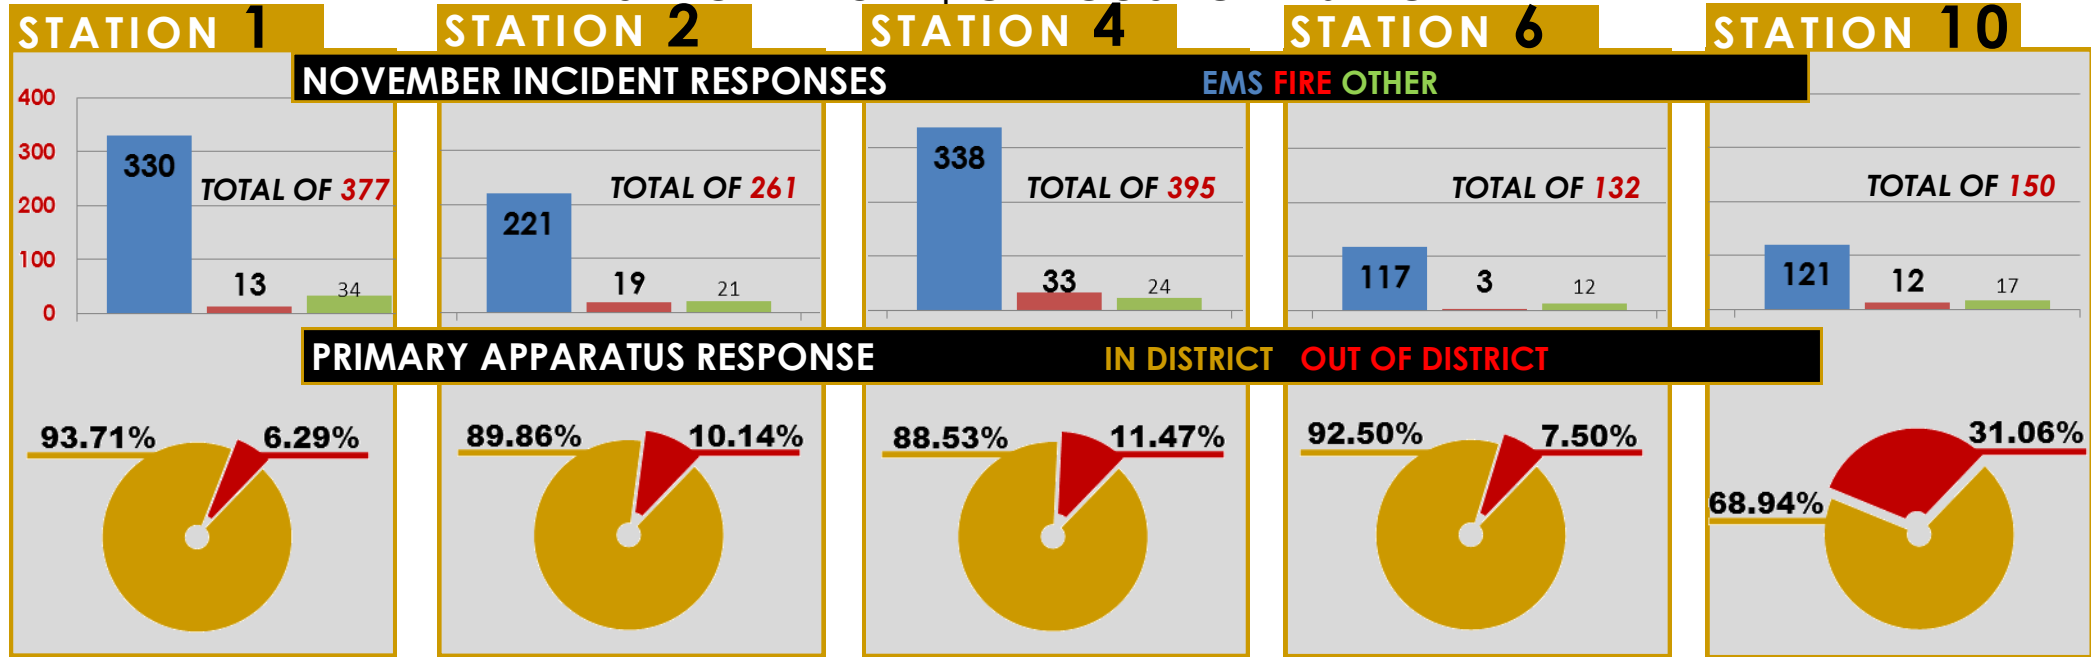 STATION 1
STATION 2
STATION 4
STATION 6
STATION 10
NOVEMBER INCIDENT RESPONSES EMS FIRE OTHER
400
300
200
100
0
330
13
34
TOTAL OF 377
221
19
21
TOTAL OF 261
338
33
24
TOTAL OF 395
117
3
12
TOTAL OF 132
121
12
17
TOTAL OF 150
PRIMARY APPARATUS RESPONSE IN DISTRICT OUT OF DISTRICT
93.71% 6.29%
89.86% 10.14%
88.53% 11.47%
92.50% 7.50%
31.06%
68.94%